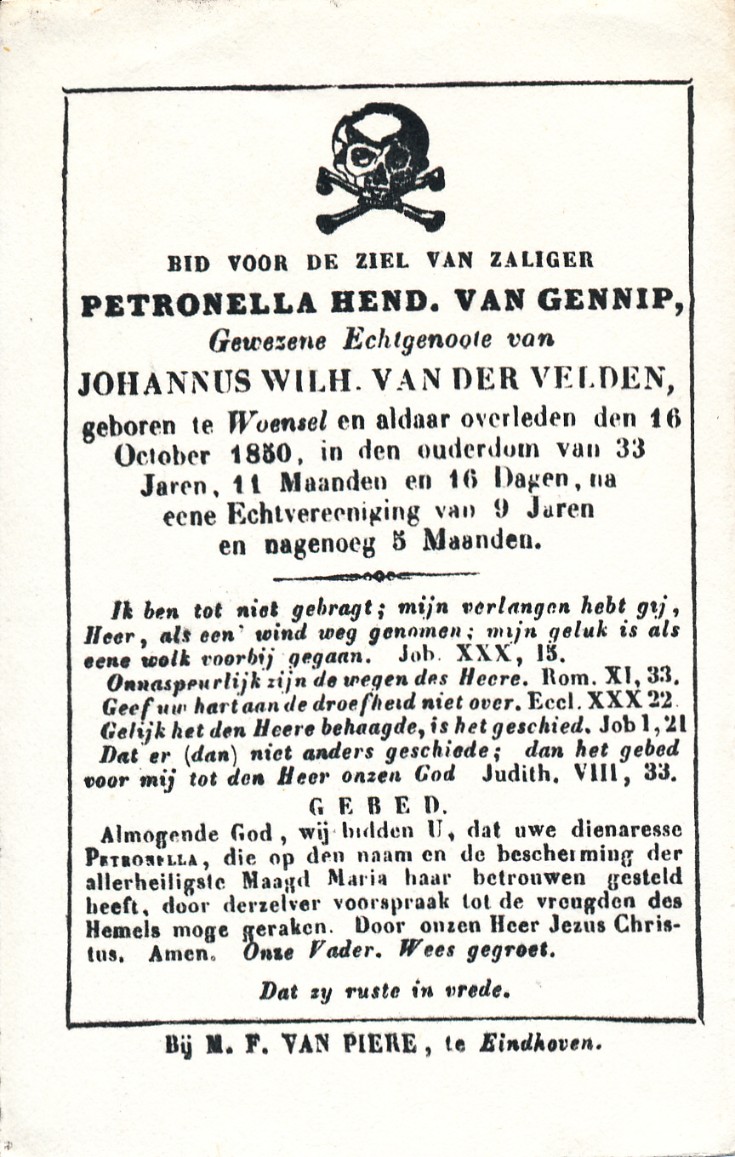 BID VOOR DE ZIEL VAN ZALIGER
PETRONELLA HEND. VAN GENNIP,
Gewezene Echtgenoote van
JOHANNUS WILH. VAN DER VELDEN,
geboren te Woensel en aldaar overleden den 16
October 1850, in den ouderdom van 33
Jaren, 11 Maanden en 16 Dagen, na
eene Echtvereeniging van 9 Jaren
en nagenoeg 5 Maanden.
Ik ben tot niet gebragt; mijn verlangen hebt gij,
Heer, als een' wind weg genomen; mijn geluk is als
eene wolk voorbij gegaan. Job. XXX, 15.
Onnaspeurlijk zijn de wegen des Heere. Rom. XI, 33.
Geef uw hart aan de droefheid niet over. Eccl. XXX 22.
Gelijk het den Heere behaagde, is het geschied. Job 1, 21
Dat er (dan) niet anders geschiede; dan het gebed
voor mij tot den Heer onzen God Judith. VIII, 33.
GEBED.
Almogende God, wij bidden U, dat uwe dienaresse
PETRONELLA, die op den naam en de bescherming der
allerheiligste Maagd Maria haar betrouwen gesteld
heeft, door derzelver voorspraak tot de vreugden des
Hemels moge geraken. Door onzen Heer Jezus Chris-
tus. Amen. Onze Vader. Wees gegroet.
Dat zy ruste in vrede.
Bij M. F. VAN PIERE, te Eindhoven.